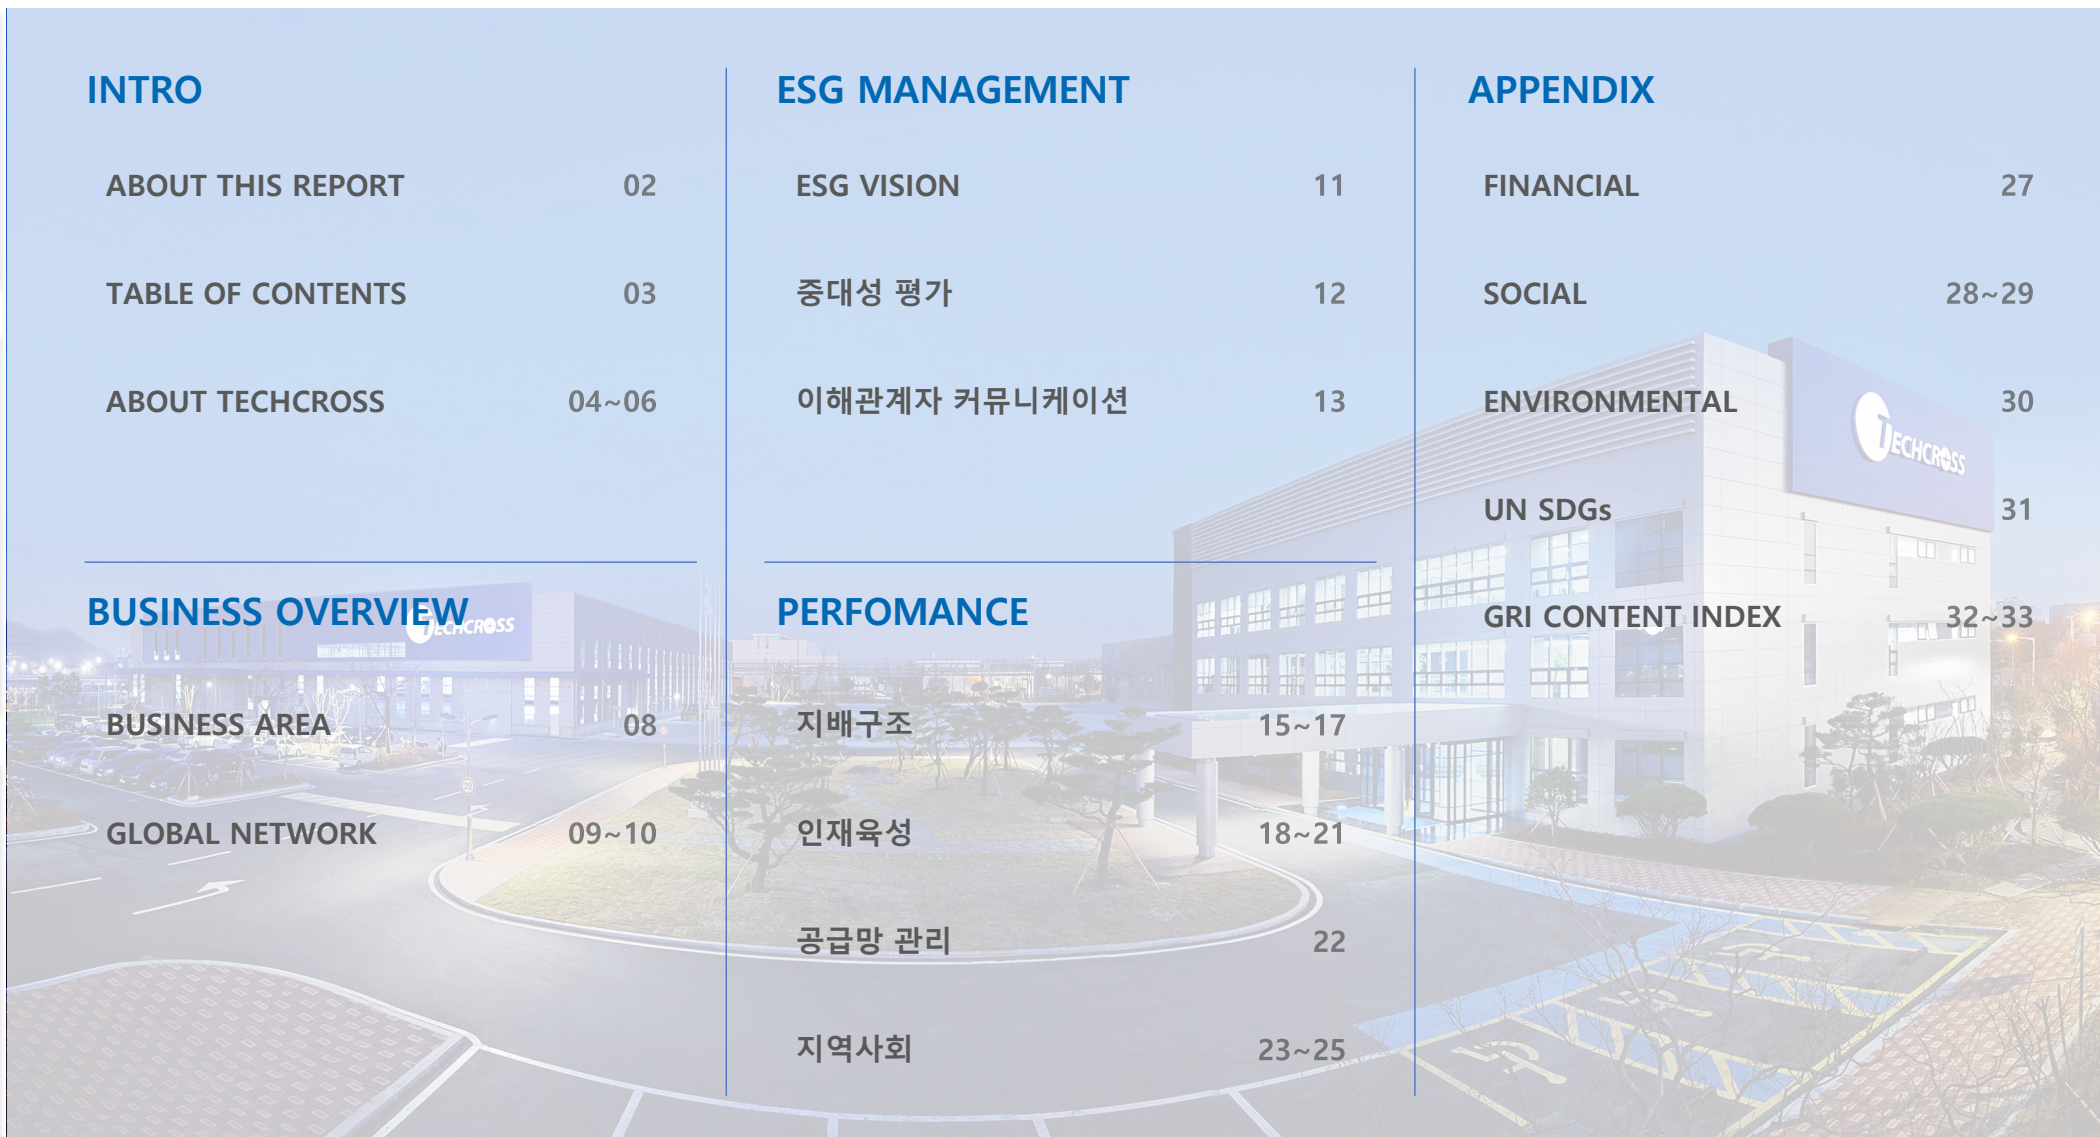 INTRO
ABOUT THIS REPORT 02
TABLE OF CONTENTS 03
ABOUT TECHCROSS 04~06
BUSINESS OVERVIEW
TECHCROSS
BUSINESS AREA 08
GLOBAL NETWORK 09~10
ESG MANAGEMENT
ESG VISION 11
중대성 평가 12
이해관계자 커뮤니케이션 13
PERFOMANCE
지배구조 15~17
인재육성 18~21
공급망 관리 22
지역사회 23~25
APPENDIX
FINANCIAL 27
SOCIAL 28~29
ENVIRONMENTAL 30
TECHCROSS
UN SDGs 31
GRI CONTENT INDEX 32~33